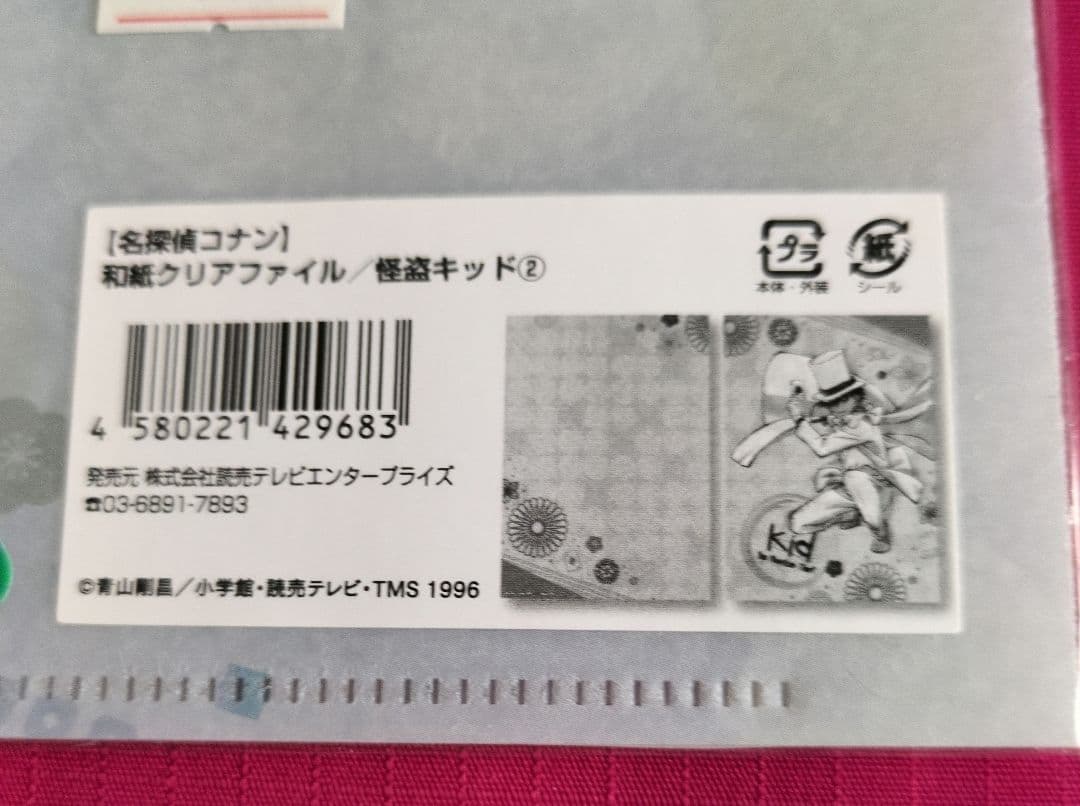 【名探偵コナン】
和紙クリアファイル／怪盗キッド②
プラ
本体・外装
紙
シール
4 580221 429683
発売元 株式会社読売テレビエンタープライズ
☎03-6891-7893
©青山剛昌／小学館・読売テレビ・TMS 1996
Kid